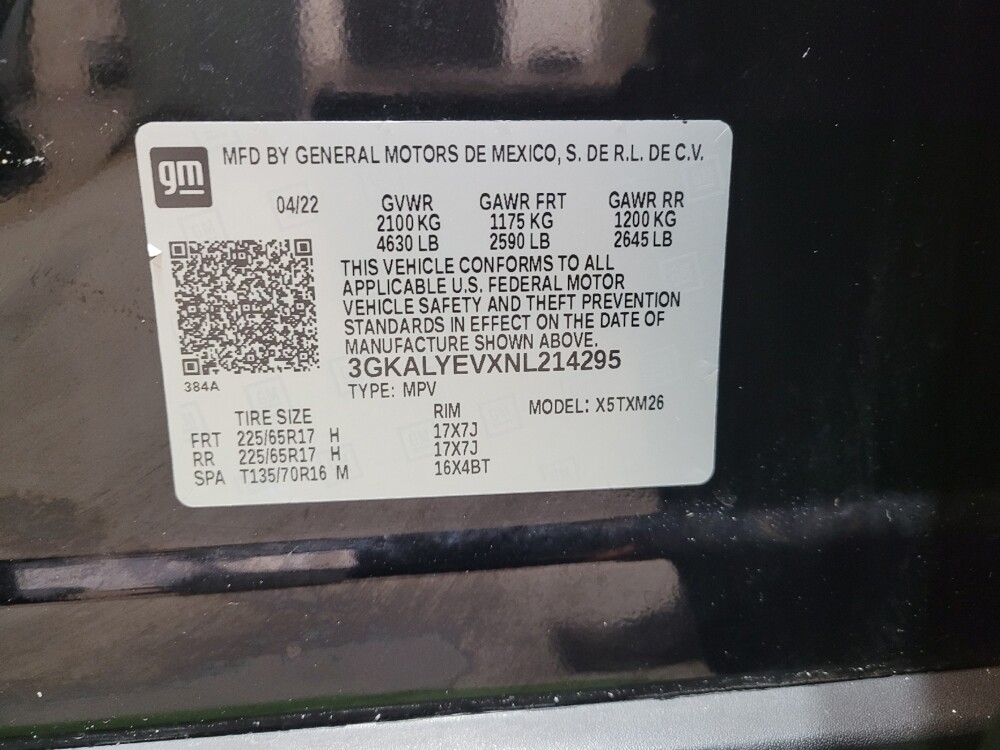 gm
MFD BY GENERAL MOTORS DE MEXICO, S. DE R.L. DE C.V.
04/22 GVWR GAWR FRT GAWR RR
2100 KG 1175 KG 1200 KG
4630 LB 2590 LB 2645 LB
THIS VEHICLE CONFORMS TO ALL
APPLICABLE U.S. FEDERAL MOTOR
VEHICLE SAFETY AND THEFT PREVENTION
STANDARDS IN EFFECT ON THE DATE OF
MANUFACTURE SHOWN ABOVE.
3GKALYEVXNL214295
384A
TYPE: MPV
TIRE SIZE RIM MODEL: X5TXM26
FRT 225/65R17 H 17X7J
RR 225/65R17 H 17X7J
SPA T135/70R16 M 16X4BT